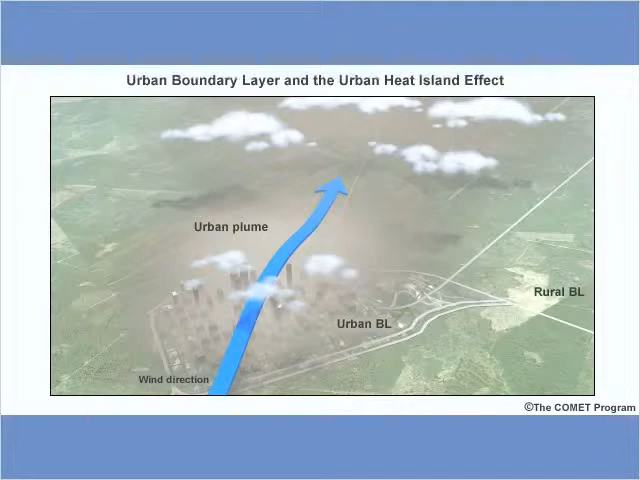 Urban Boundary Layer and the Urban Heat Island Effect
Urban plume
Rural BL
Urban BL
Wind direction
©The COMET Program